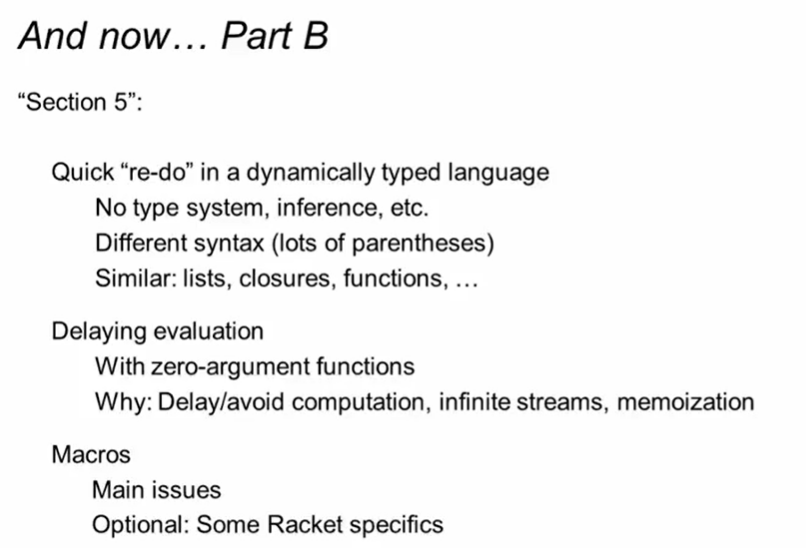 And now… Part B
“Section 5”:
Quick “re-do” in a dynamically typed language
No type system, inference, etc.
Different syntax (lots of parentheses)
Similar: lists, closures, functions, …
Delaying evaluation
With zero-argument functions
Why: Delay/avoid computation, infinite streams, memoization
Macros
Main issues
Optional: Some Racket specifics